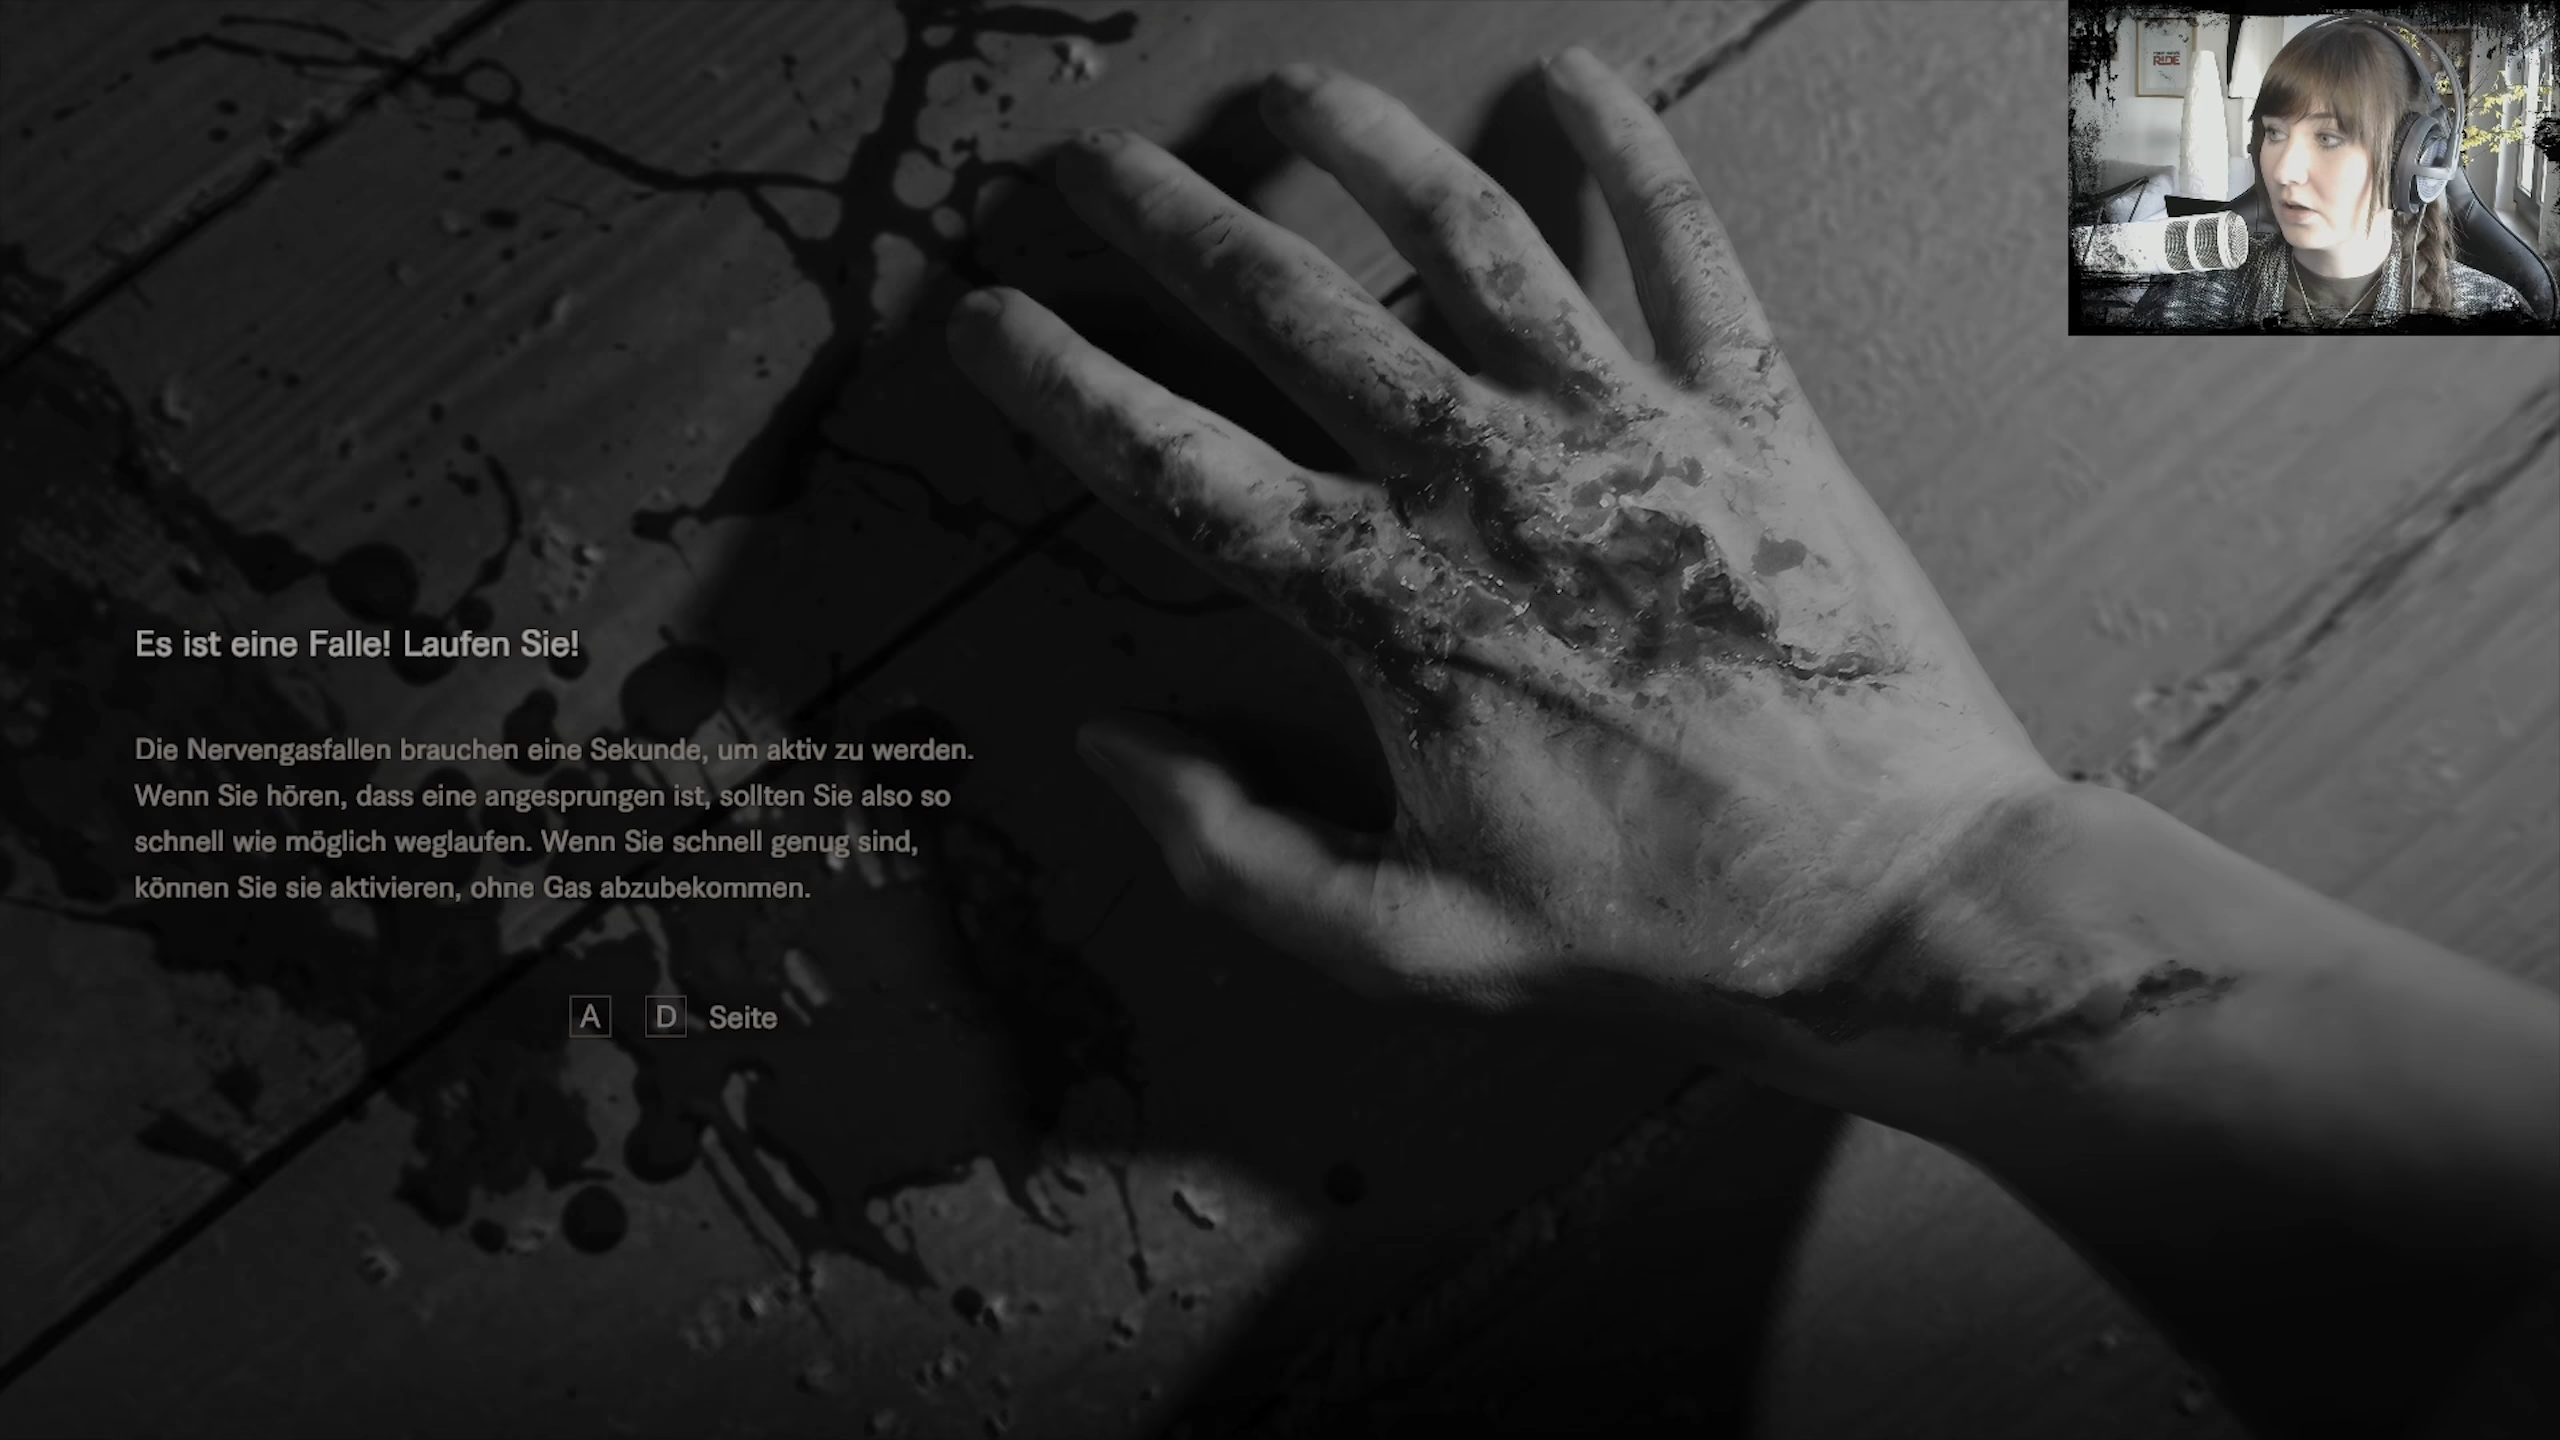 RIDE
Es ist eine Falle! Laufen Sie!
Die Nervengasfallen brauchen eine Sekunde, um aktiv zu werden.
Wenn Sie hören, dass eine angesprungen ist, sollten Sie also so
schnell wie möglich weglaufen. Wenn Sie schnell genug sind,
können Sie sie aktivieren, ohne Gas abzubekommen.
A D Seite